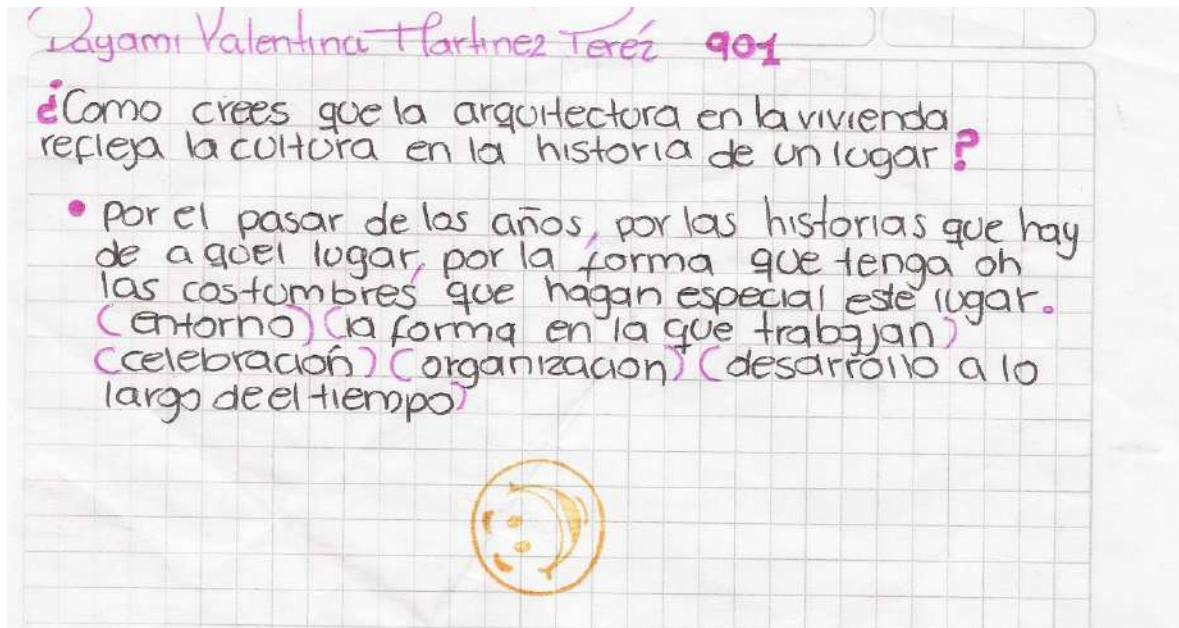 Dayami Valentina Martinez Pereź 901
¿Como crees que la arquitectura en la vivienda
refleja la cultura en la historia de un lugar?
• Por el pasar de los años, por las historias que hay
de a quel lugar, por la forma que tenga oh
las costumbres que hagan especial este lugar.
(entorno) (la forma en la que trabajan)
(celebración) (organizacion) (desarrollo a lo
largo de el tiempo)